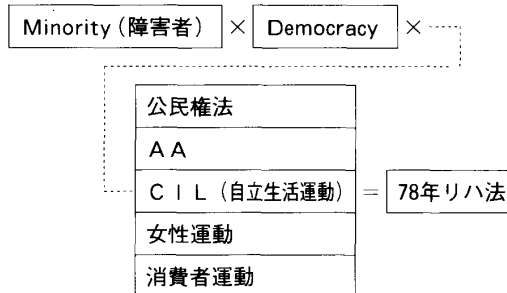 Minority(障害者) × Democracy ×
公民権法
AA
CIL(自立生活運動) = 78年リハ法
女性運動
消費者運動